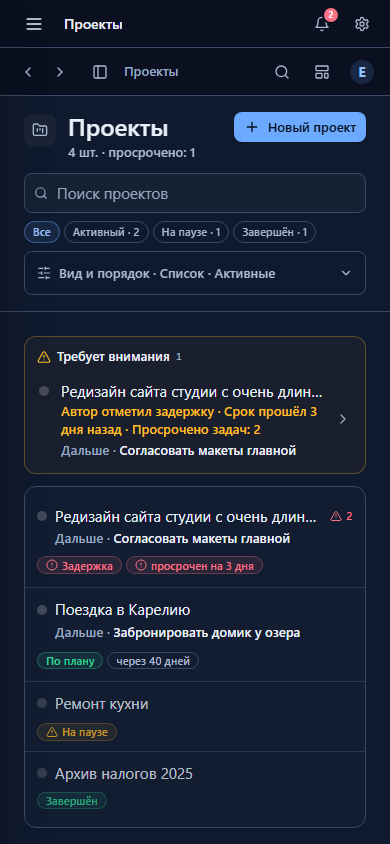 Проекты
2
Проекты
E
Проекты
Новый проект
4 шт. · просрочено: 1
Поиск проектов
Все
Активный · 2
На паузе · 1
Завершён · 1
Вид и порядок · Список · Активные
Требует внимания 1
Редизайн сайта студии с очень длин...
Автор отметил задержку · Срок прошёл 3
дня назад · Просрочено задач: 2
Дальше · Согласовать макеты главной
Редизайн сайта студии с очень длин... 2
Дальше · Согласовать макеты главной
Задержка
просрочен на 3 дня
Поездка в Карелию
Дальше · Забронировать домик у озера
По плану
через 40 дней
Ремонт кухни
На паузе
Архив налогов 2025
Завершён